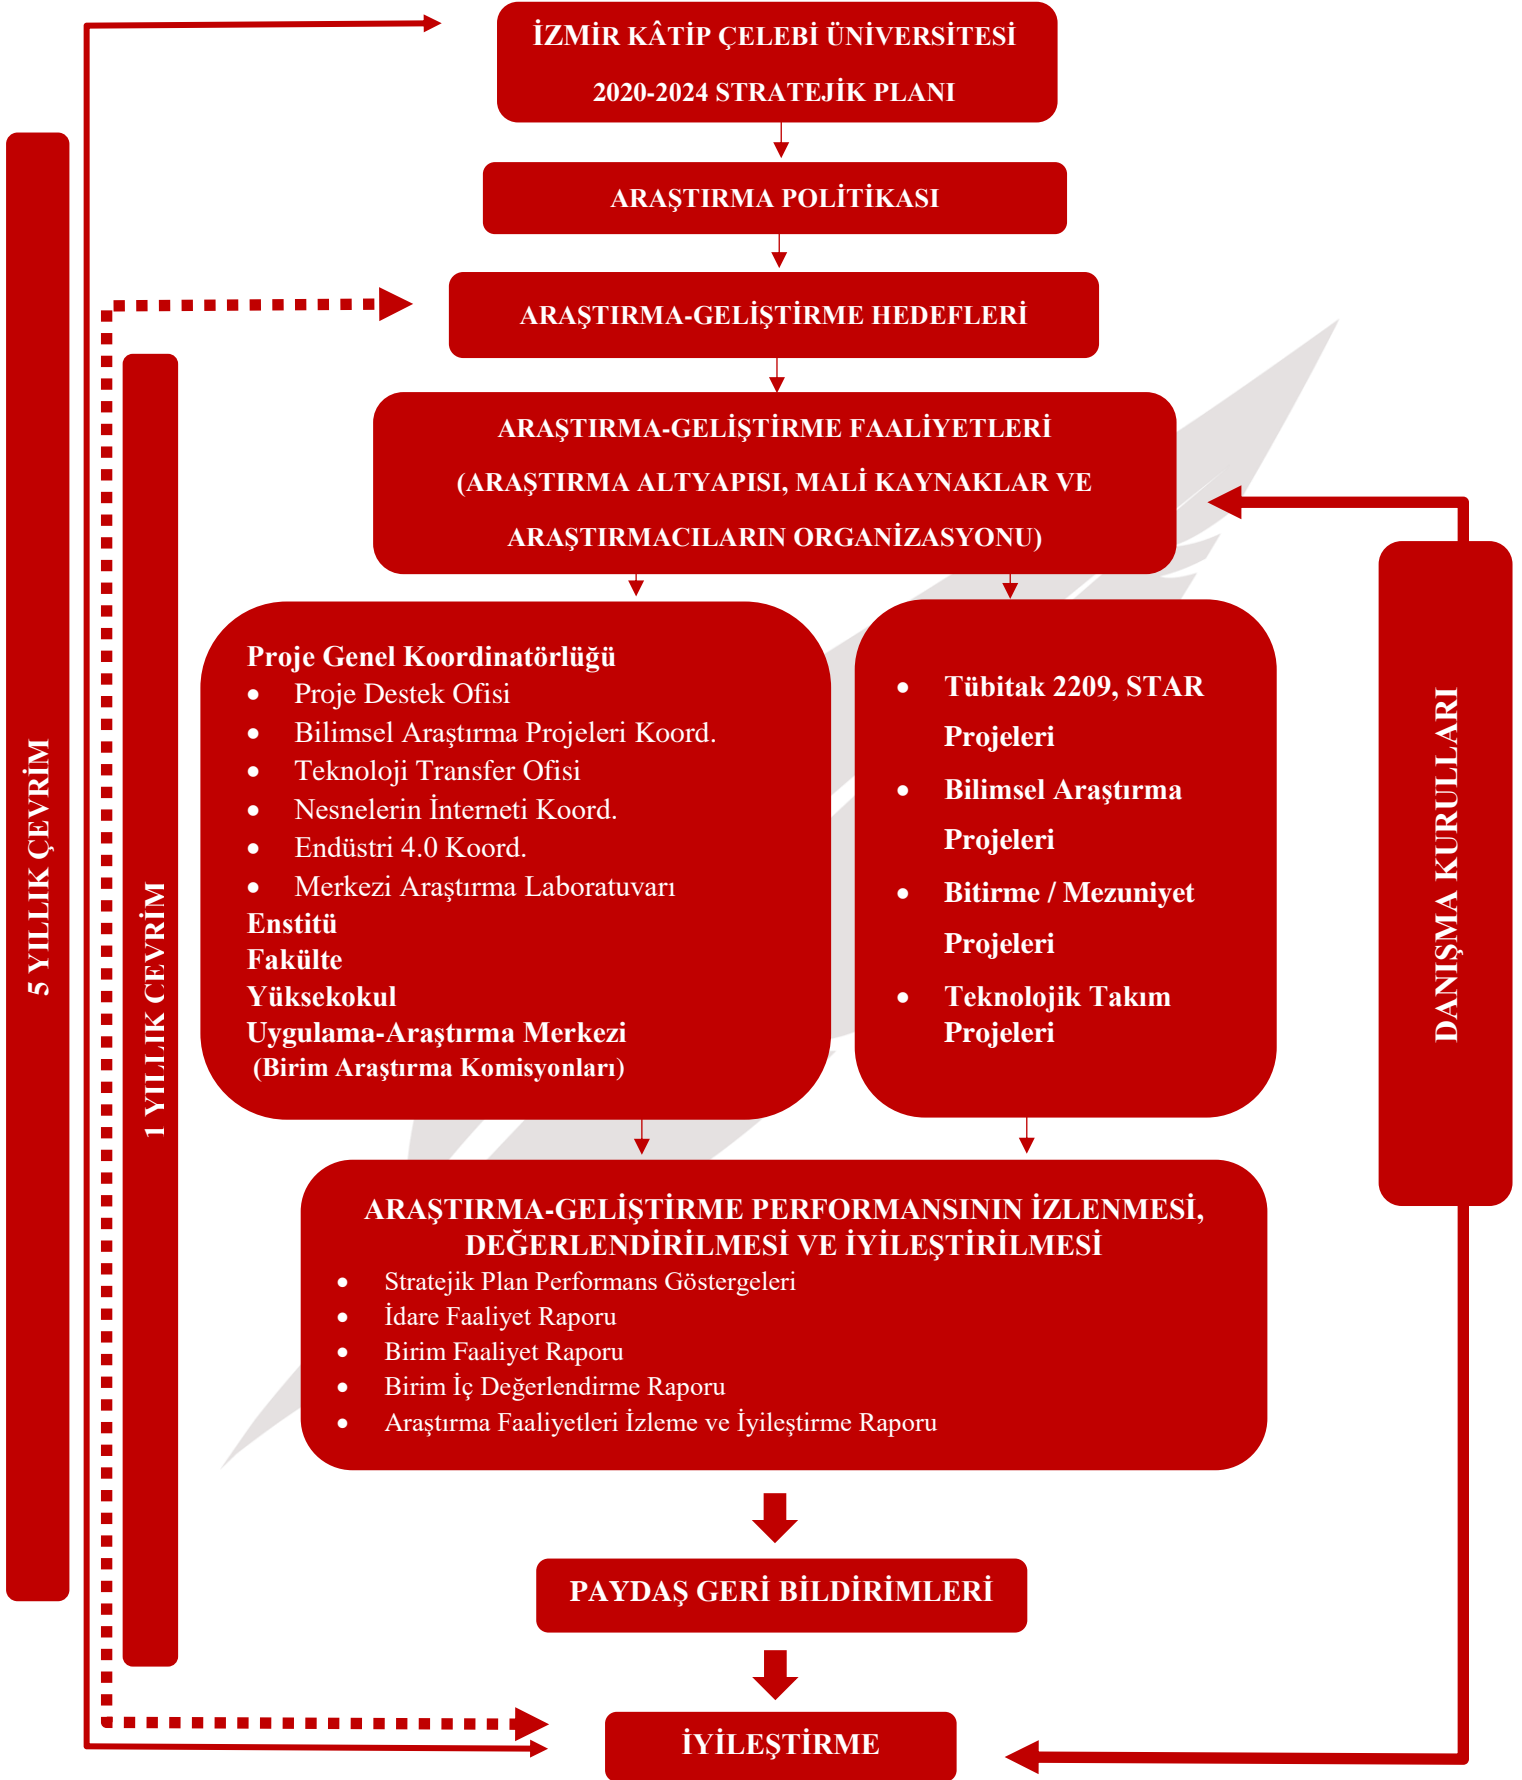 İZMİR KÂTİP ÇELEBİ ÜNİVERSİTESİ
2020-2024 STRATEJİK PLANI
ARAŞTIRMA POLİTİKASI
ARAŞTIRMA-GELİŞTİRME HEDEFLERİ
ARAŞTIRMA-GELİŞTİRME FAALİYETLERİ
(ARAŞTIRMA ALTYAPISI, MALİ KAYNAKLAR VE
ARAŞTIRMACILARIN ORGANİZASYONU)
5 YILLIK ÇEVRİM
1 YILLIK CEVRİM
Proje Genel Koordinatörlüğü
• Proje Destek Ofisi
• Bilimsel Araştırma Projeleri Koord.
• Teknoloji Transfer Ofisi
• Nesnelerin İnterneti Koord.
• Endüstri 4.0 Koord.
• Merkezi Araştırma Laboratuvarı
Enstitü
Fakülte
Yüksekokul
Uygulama-Araştırma Merkezi
(Birim Araştırma Komisyonları)
• Tübitak 2209, STAR
Projeleri
• Bilimsel Araştırma
Projeleri
• Bitirme / Mezuniyet
Projeleri
• Teknolojik Takım
Projeleri
DANIŞMA KURULLARI
ARAŞTIRMA-GELİŞTİRME PERFORMANSININ İZLENMESİ,
DEĞERLENDİRİLMESİ VE İYİLEŞTİRİLMESİ
• Stratejik Plan Performans Göstergeleri
• İdare Faaliyet Raporu
• Birim Faaliyet Raporu
• Birim İç Değerlendirme Raporu
• Araştırma Faaliyetleri İzleme ve İyileştirme Raporu
PAYDAŞ GERİ BİLDİRİMLERİ
İYİLEŞTİRME